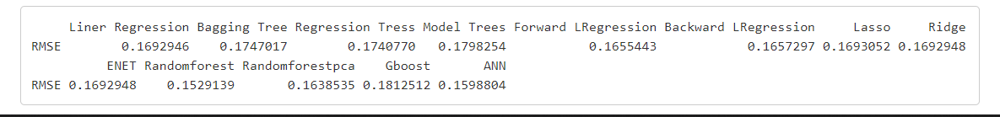 Liner Regression Bagging Tree Regression Tress Model Trees Forward LRegression Backward LRegression Lasso Ridge
RMSE 0.1692946 0.1747017 0.1740770 0.1798254 0.1655443 0.1657297 0.1693052 0.1692948
ENET Randomforest Randomforestpca Gboost ANN
RMSE 0.1692948 0.1529139 0.1638535 0.1812512 0.1598804